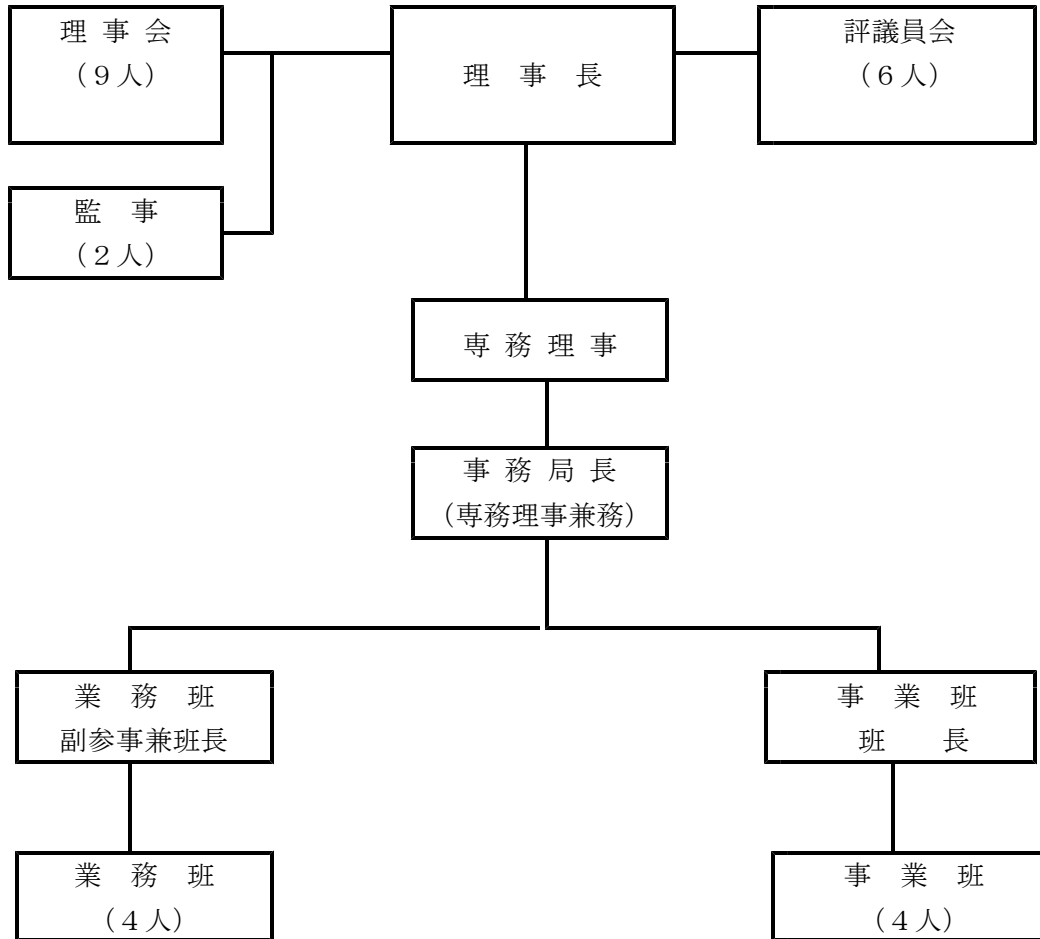 理 事 会
（９人）
理　事　長
評議員会
（６人）
監　事
（２人）
専 務 理 事
事 務 局 長
（専務理事兼務）
業　務　班
副参事兼班長
事　業　班
班　　長
業　務　班
（４人）
事　業　班
（４人）